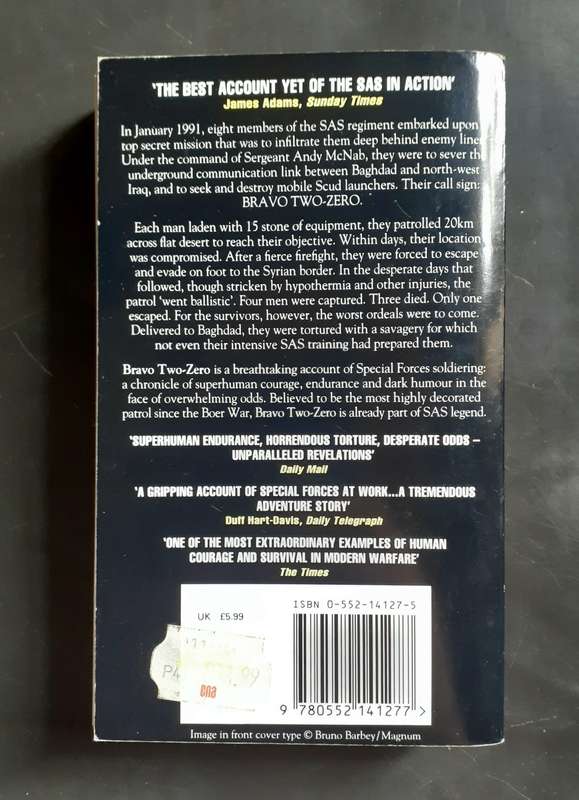 'THE BEST ACCOUNT YET OF THE SAS IN ACTION'
James Adams, Sunday Times
In January 1991, eight members of the SAS regiment embarked upon
top secret mission that was to infiltrate them deep behind enemy line
Under the command of Sergeant Andy McNab, they were to sever the
underground communication link between Baghdad and north-west
Iraq, and to seek and destroy mobile Scud launchers. Their call sign:
BRAVO TWO-ZERO.
Each man laden with 15 stone of equipment, they patrolled 20km
across flat desert to reach their objective. Within days, their location
was compromised. After a fierce firefight, they were forced to escape
and evade on foot to the Syrian border. In the desperate days that
followed, though stricken by hypothermia and other injuries, the
patrol 'went ballistic'. Four men were captured. Three died. Only one
escaped. For the survivors, however, the worst ordeals were to come.
Delivered to Baghdad, they were tortured with a savagery for which
not even their intensive SAS training had prepared them.
Bravo Two-Zero is a breathtaking account of Special Forces soldiering:
a chronicle of superhuman courage, endurance and dark humour in the
face of overwhelming odds. Believed to be the most highly decorated
patrol since the Boer War, Bravo Two-Zero is already part of SAS legend.
'SUPERHUMAN ENDURANCE, HORRENDOUS TORTURE, DESPERATE ODDS –
UNPARALLELED REVELATIONS'
Daily Mail
'A GRIPPING ACCOUNT OF SPECIAL FORCES AT WORK...A TREMENDOUS
ADVENTURE STORY'
Duff Hart-Davis, Daily Telegraph
'ONE OF THE MOST EXTRAORDINARY EXAMPLES OF HUMAN
COURAGE AND SURVIVAL IN MODERN WARFARE'
The Times
UK £5.99
ISBN 0-552-14127-5
9 780552 141277 >
Image in front cover type © Bruno Barbey/Magnum